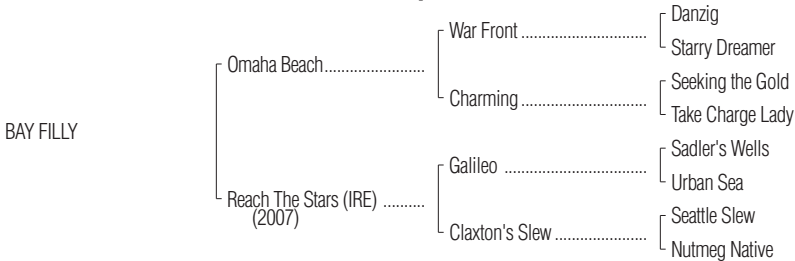 Danzig
War Front ..............................
Starry Dreamer
Omaha Beach........................
Seeking the Gold
Charming ..............................
Take Charge Lady
BAY FILLY
Sadler's Wells
Galileo ..................................
Urban Sea
Reach The Stars (IRE) ..........
(2007)
Seattle Slew
Claxton's Slew ......................
Nutmeg Native